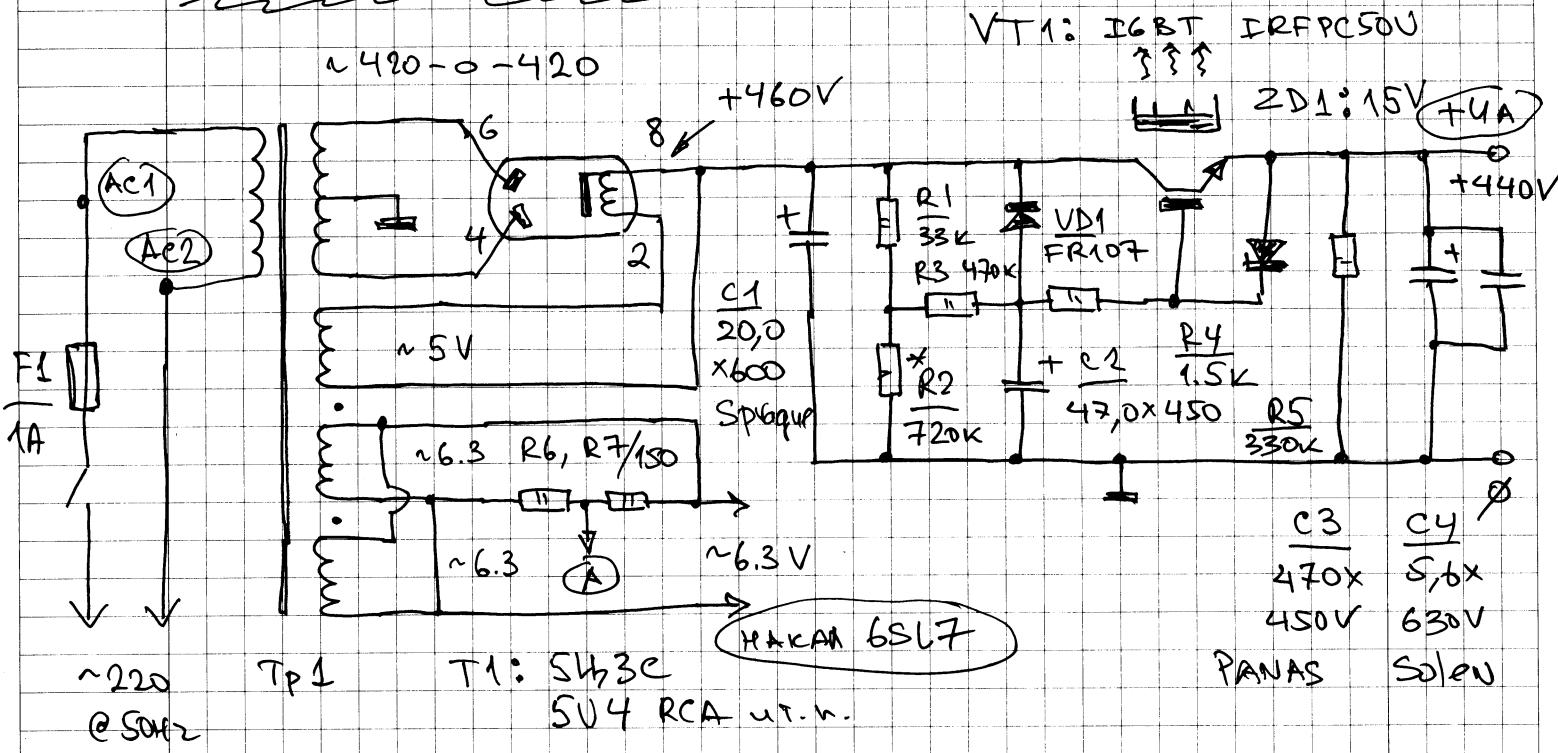 VT1: IGBT IRFPC50U
~420-0-420
+460V
ZD1: 15V
+UA
6
8
AC1
+
R1
33K
VD1
FR107
+440V
AC2
4
2
R3 470K
+
C1
20,0
x600
Sprague
~5V
F1
1A
*
R2
720K
+ C2
47,0x450
R4
1.5K
R5
330K
~6.3 R6, R7/150
~6.3
A
~6.3V
Ø
C3
470x
450V
PANAS
C4
5,6x
630V
Solen
НАКАЛ 6SL7
~220
@50Hz
Тр1
T1: 5Ц3С
5U4 RCA и т.п.